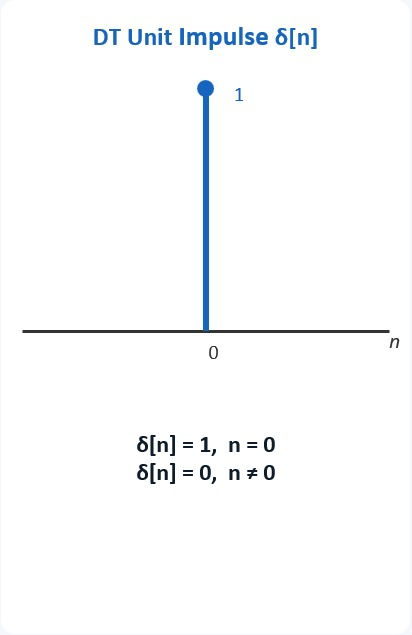 DT Unit Impulse δ[n]
1
n
0
δ[n] = 1, n = 0
δ[n] = 0, n ≠ 0